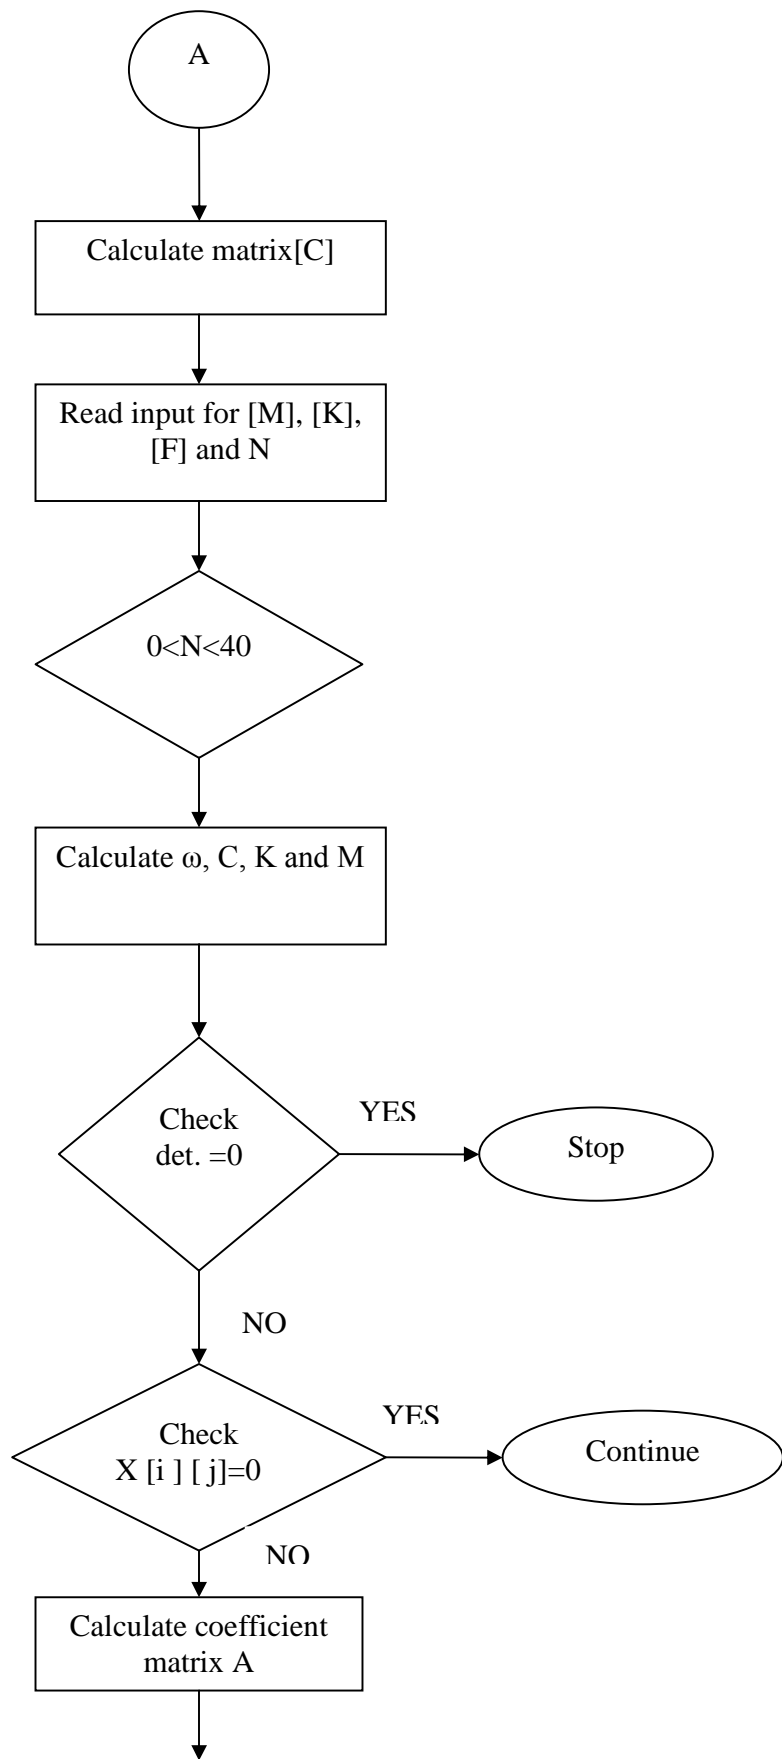 A
Calculate matrix[C]
Read input for [M], [K],
[F] and N
0<N<40
Calculate ω, C, K and M
Check
det. =0
YES
Stop
NO
Check
X [i ] [ j]=0
YES
Continue
NO
Calculate coefficient
matrix A